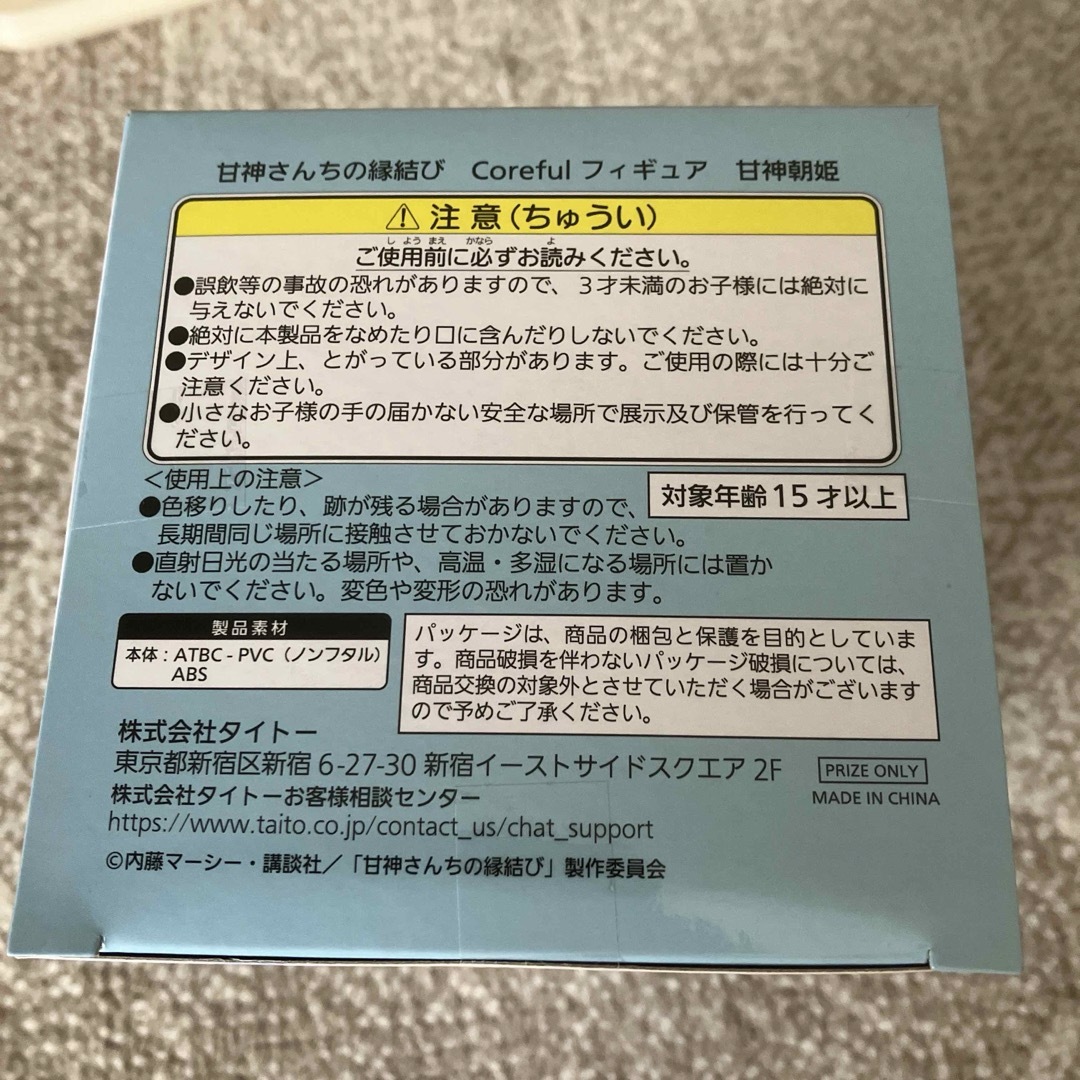 甘神さんちの縁結び Coreful フィギュア 甘神朝姫
⚠ 注意(ちゅうい)
しようまえ かなら よ
ご使用前に必ずお読みください。
●誤飲等の事故の恐れがありますので、3才未満のお子様には絶対に
与えないでください。
●絶対に本製品をなめたり口に含んだりしないでください。
●デザイン上、とがっている部分があります。ご使用の際には十分ご
注意ください。
●小さなお子様の手の届かない安全な場所で展示及び保管を行ってく
ださい。
<使用上の注意>
●色移りしたり、跡が残る場合がありますので、
長期間同じ場所に接触させておかないでください。
対象年齢15才以上
●直射日光の当たる場所や、高温・多湿になる場所には置か
ないでください。変色や変形の恐れがあります。
製品素材
本体:ATBC-PVC(ノンフタル)
ABS
パッケージは、商品の梱包と保護を目的としていま
す。商品破損を伴わないパッケージ破損については、
商品交換の対象外とさせていただく場合がございます
ので予めご了承ください。
株式会社タイトー
東京都新宿区新宿 6-27-30 新宿イーストサイドスクエア 2F
株式会社タイトーお客様相談センター
https://www.taito.co.jp/contact_us/chat_support
PRIZE ONLY
MADE IN CHINA
©内藤マーシー・講談社/「甘神さんちの縁結び」製作委員会